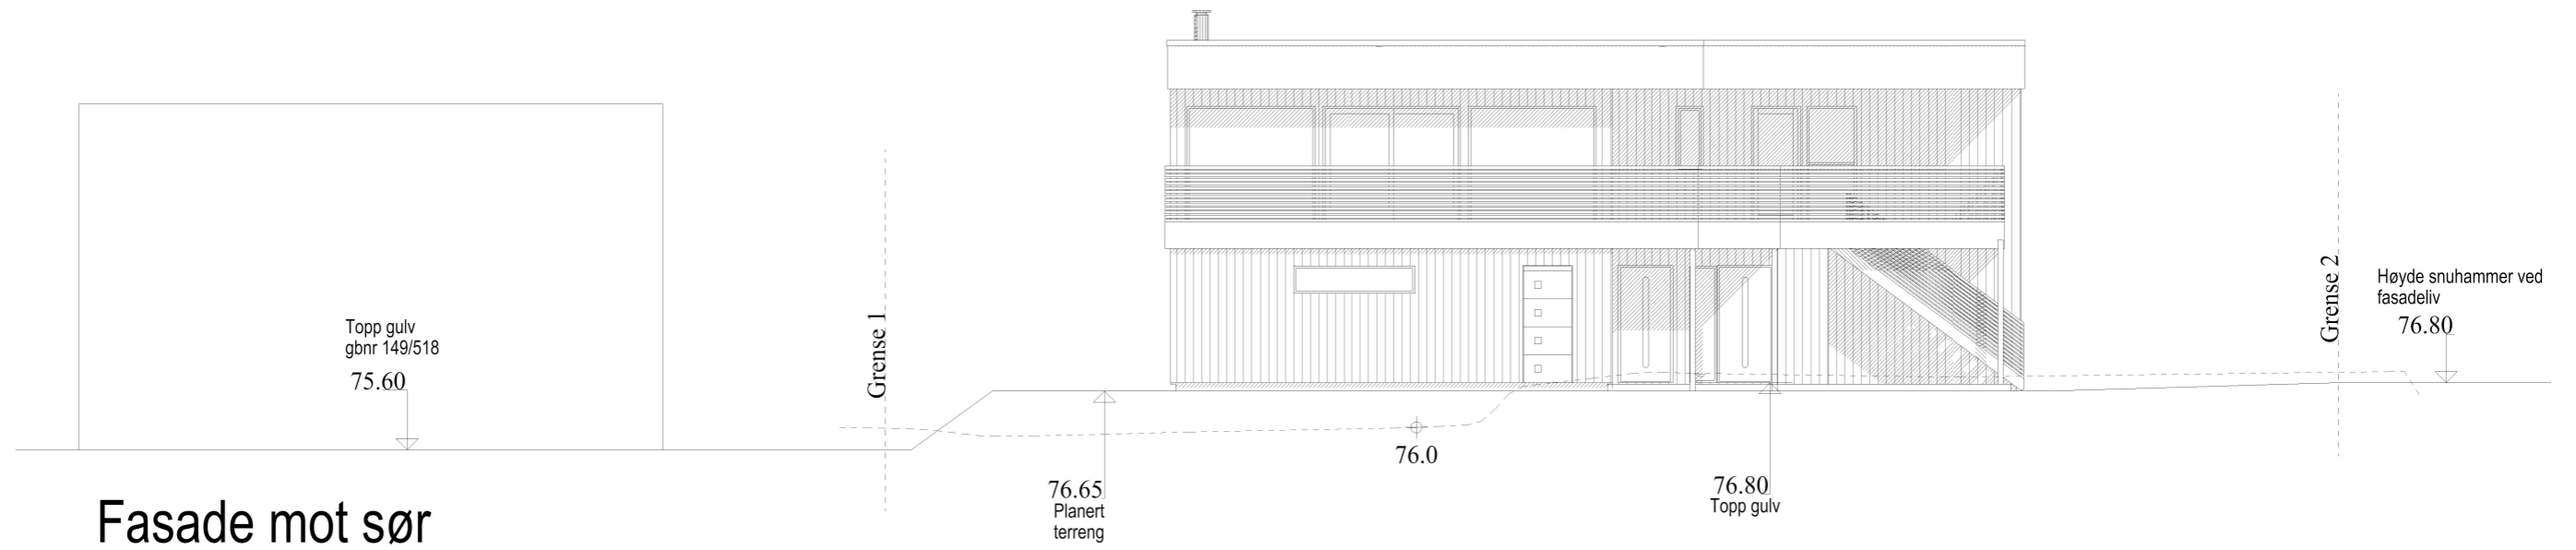 Topp gulv
gbnr 149/518
75.60
Grense 1
76.65
Planert
terreng
76.0
76.80
Topp gulv
Grense 2
Høyde snuhammer ved
fasadeliv
76.80
Fasade mot sør